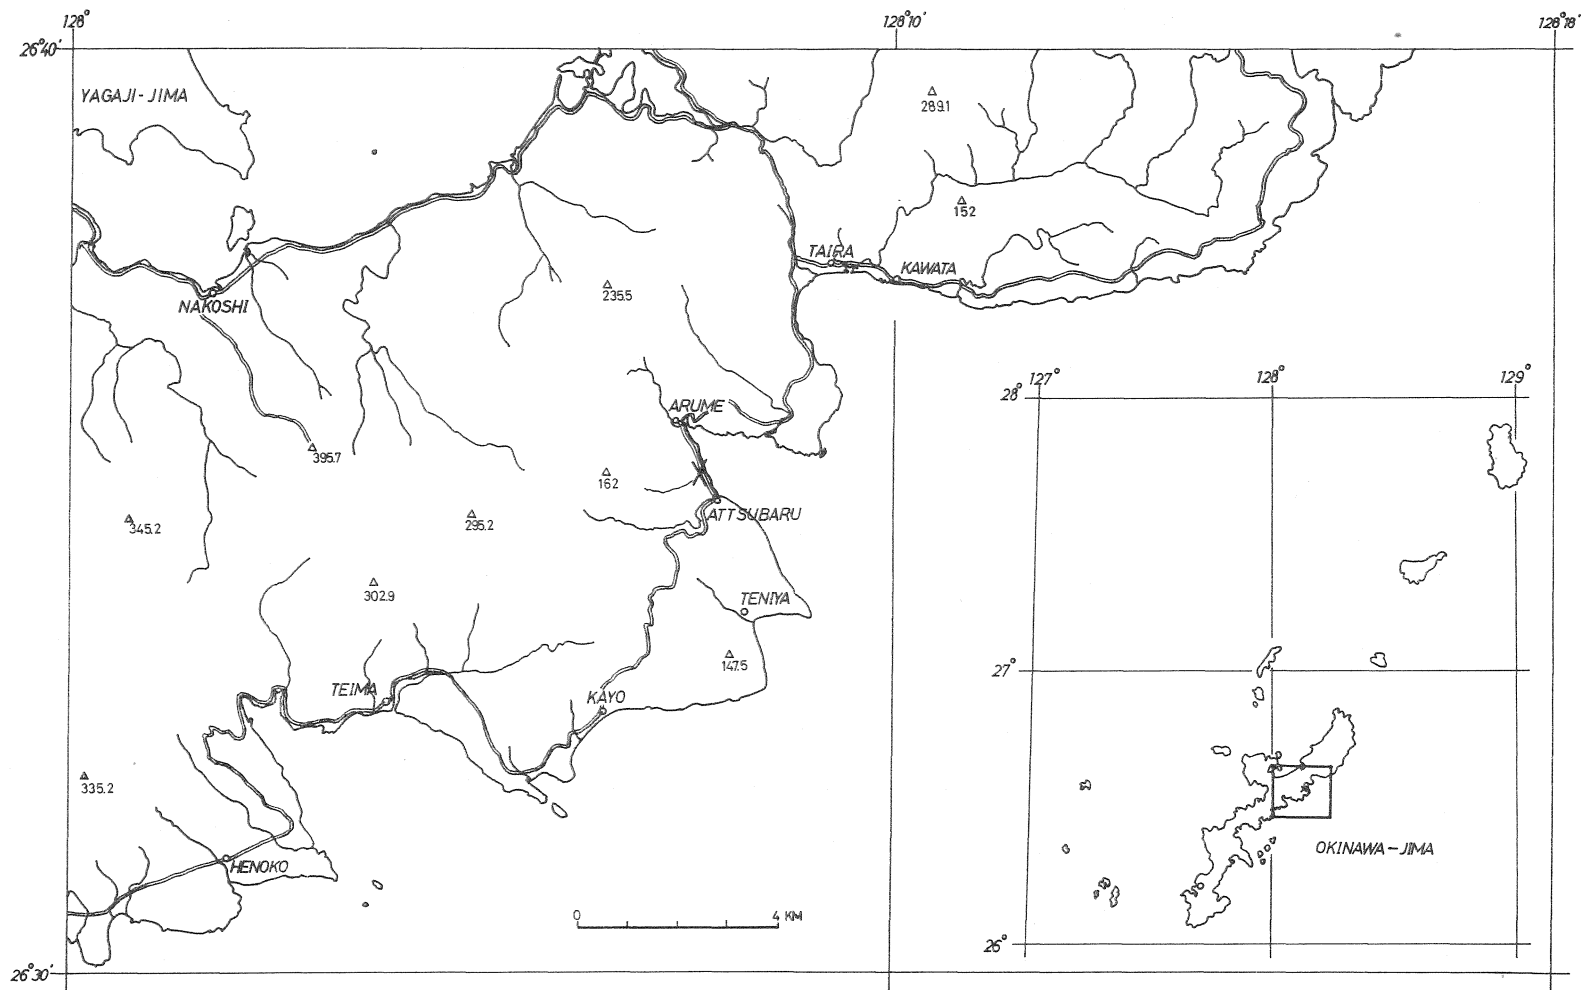 128°
128°10'
128°18'
26°40'
YAGAJI-JIMA
289.1
152
TAIRA
KAWATA
NAKOSHI
235.5
28°
127°
128°
129°
ARUME
395.7
162
345.2
295.2
ATTSUBARU
302.9
TENIYA
147.5
27°
TEIMA
KAYO
335.2
OKINAWA-JIMA
HENOKO
0 4 KM
26°
26°30'